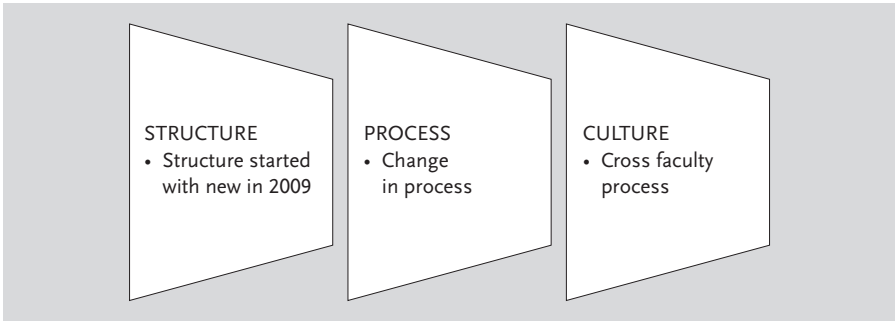 STRUCTURE
• Structure started
with new in 2009
PROCESS
• Change
in process
CULTURE
• Cross faculty
process